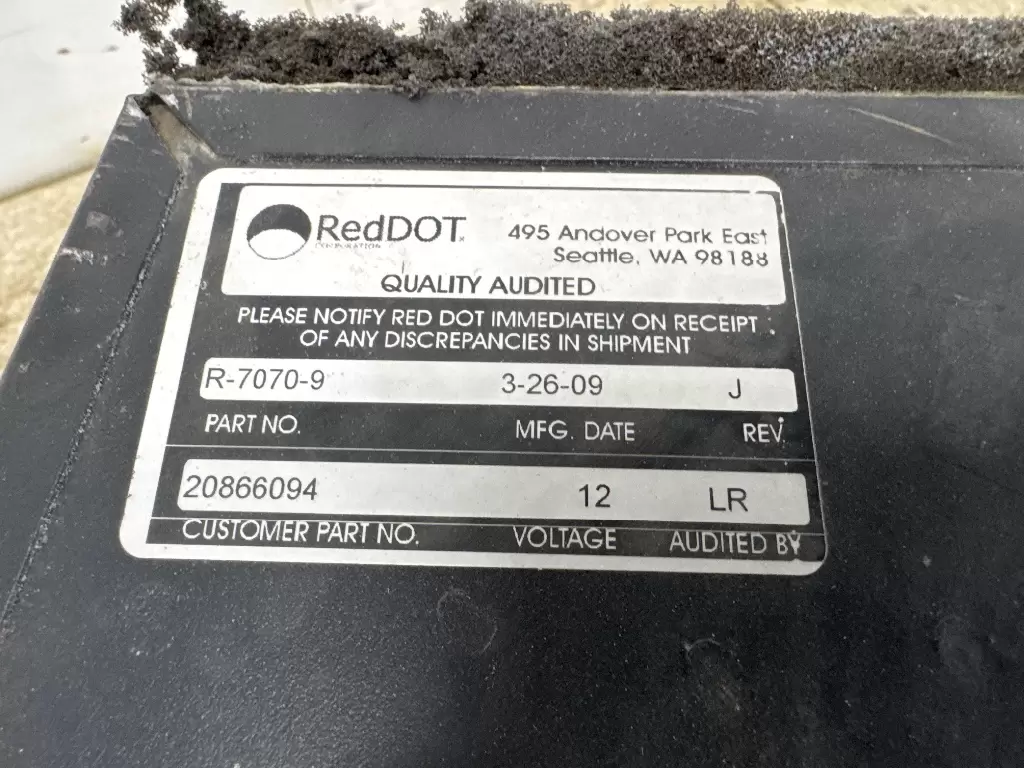 RedDOT
CORPORATION
495 Andover Park East
Seattle, WA 98188
QUALITY AUDITED
PLEASE NOTIFY RED DOT IMMEDIATELY ON RECEIPT
OF ANY DISCREPANCIES IN SHIPMENT
R-7070-9 3-26-09 J
PART NO. MFG. DATE REV.
20866094 12 LR
CUSTOMER PART NO. VOLTAGE AUDITED BY